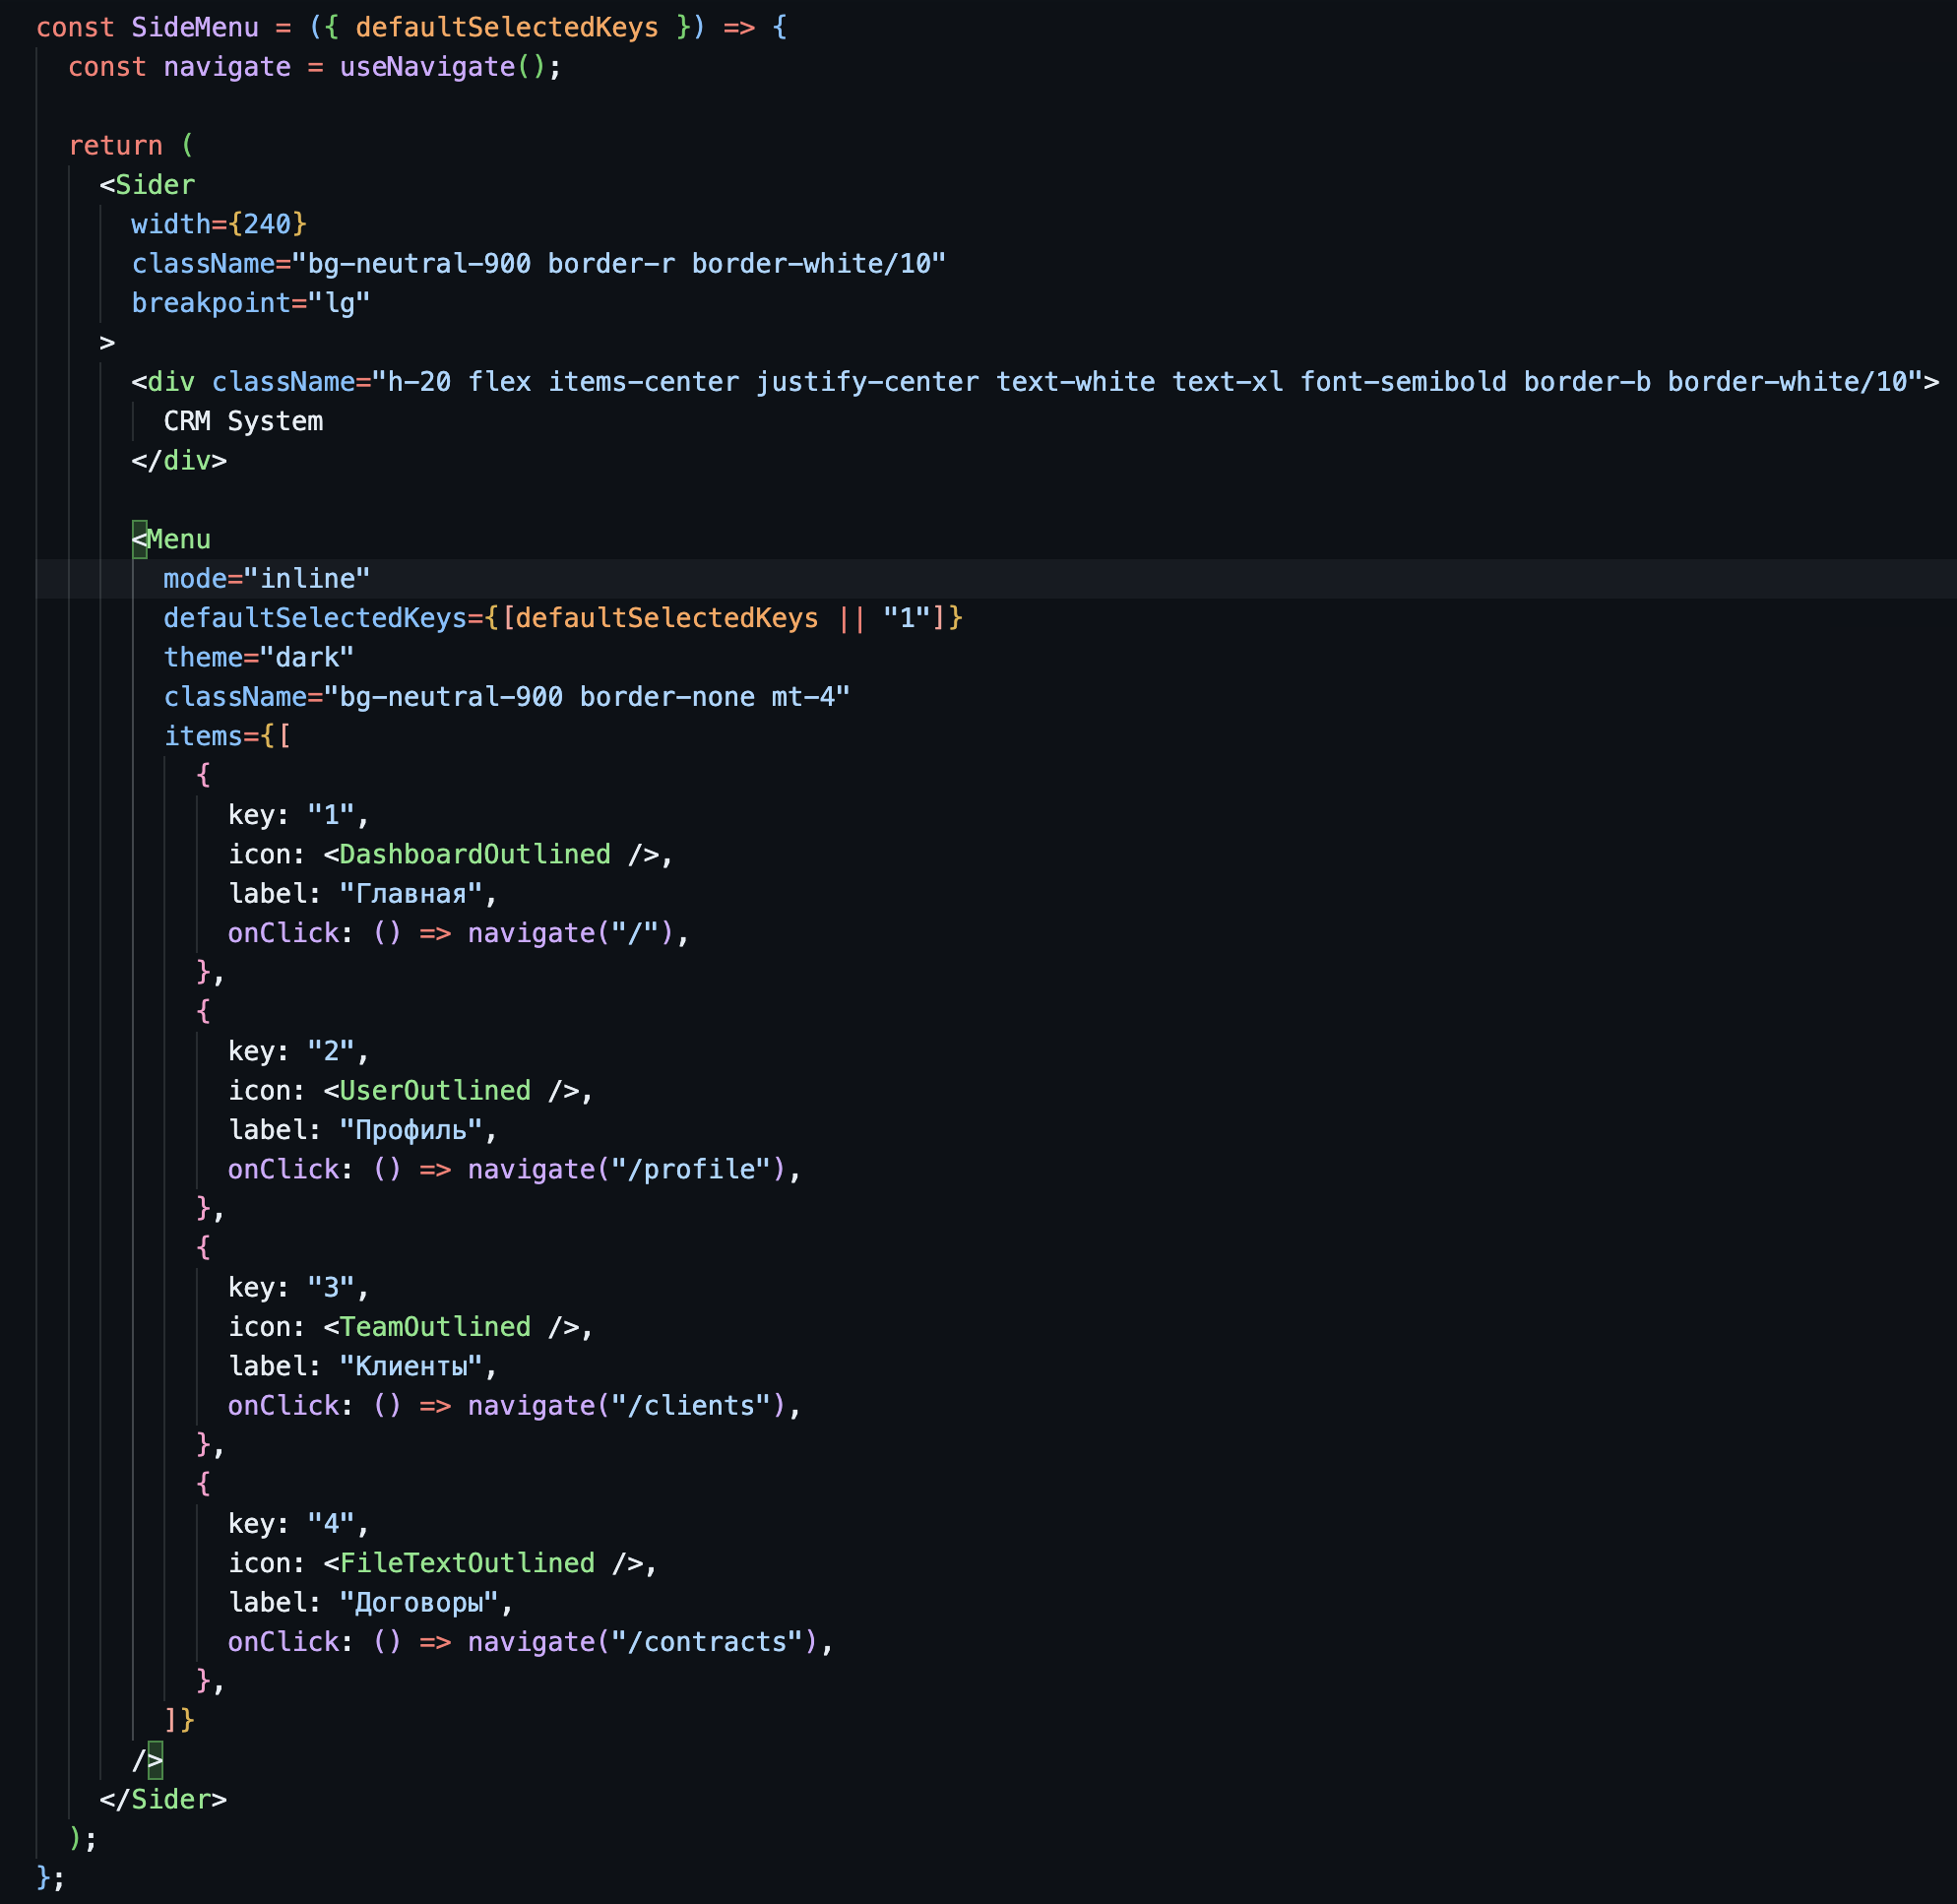 const SideMenu = ({ defaultSelectedKeys }) => {
  const navigate = useNavigate();

  return (
    <Sider
      width={240}
      className="bg-neutral-900 border-r border-white/10"
      breakpoint="lg"
    >
      <div className="h-20 flex items-center justify-center text-white text-xl font-semibold border-b border-white/10">
        CRM System
      </div>

      <Menu
        mode="inline"
        defaultSelectedKeys={[defaultSelectedKeys || "1"]}
        theme="dark"
        className="bg-neutral-900 border-none mt-4"
        items={[
          {
            key: "1",
            icon: <DashboardOutlined />,
            label: "Главная",
            onClick: () => navigate("/"),
          },
          {
            key: "2",
            icon: <UserOutlined />,
            label: "Профиль",
            onClick: () => navigate("/profile"),
          },
          {
            key: "3",
            icon: <TeamOutlined />,
            label: "Клиенты",
            onClick: () => navigate("/clients"),
          },
          {
            key: "4",
            icon: <FileTextOutlined />,
            label: "Договоры",
            onClick: () => navigate("/contracts"),
          },
        ]}
      />
    </Sider>
  );
};